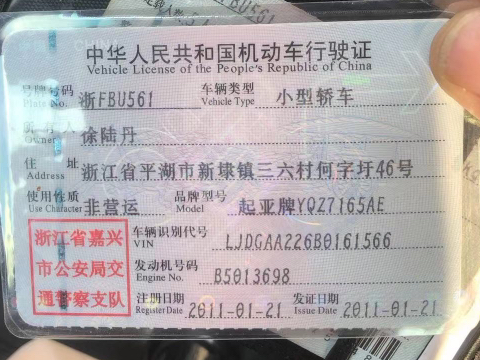 中华人民共和国机动车行驶证
Vehicle License of the People's Republic of China
号牌号码 浙FBU561 车辆类型 小型轿车
Plate No. Vehicle Type
所有人 徐陆丹
Owner
住址 浙江省平湖市新埭镇三六村何字圩46号
Address
使用性质 非营运 品牌型号 起亚牌YQZ7165AE
Use Character Model
浙江省嘉兴
市公安局交
通警察支队
车辆识别代号 LJDGAA226B0161566
VIN
发动机号码 B5013698
Engine No.
注册日期 2011-01-21 发证日期 2011-01-21
Register Date Issue Date